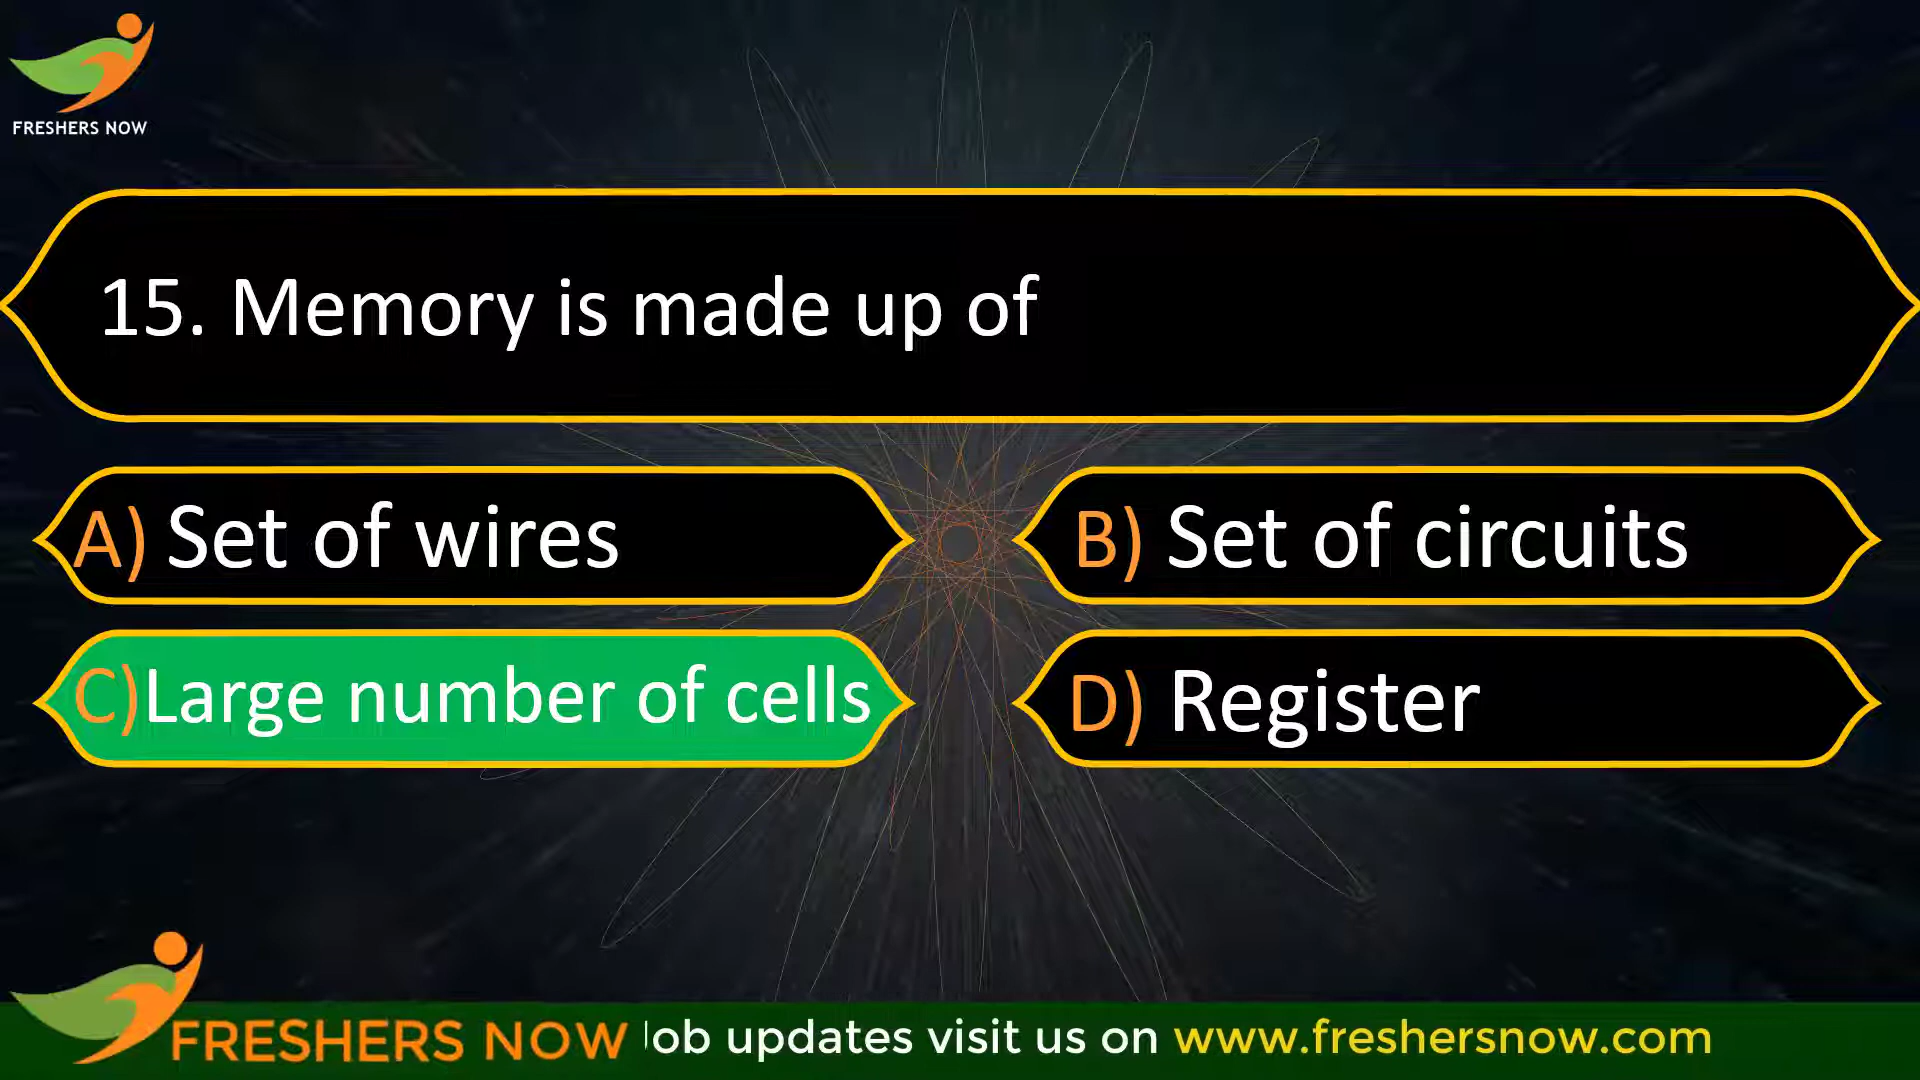 FRESHERS NOW
15. Memory is made up of
A) Set of wires
B) Set of circuits
C)Large number of cells
D) Register
FRESHERS NOW Job updates visit us on www.freshersnow.com